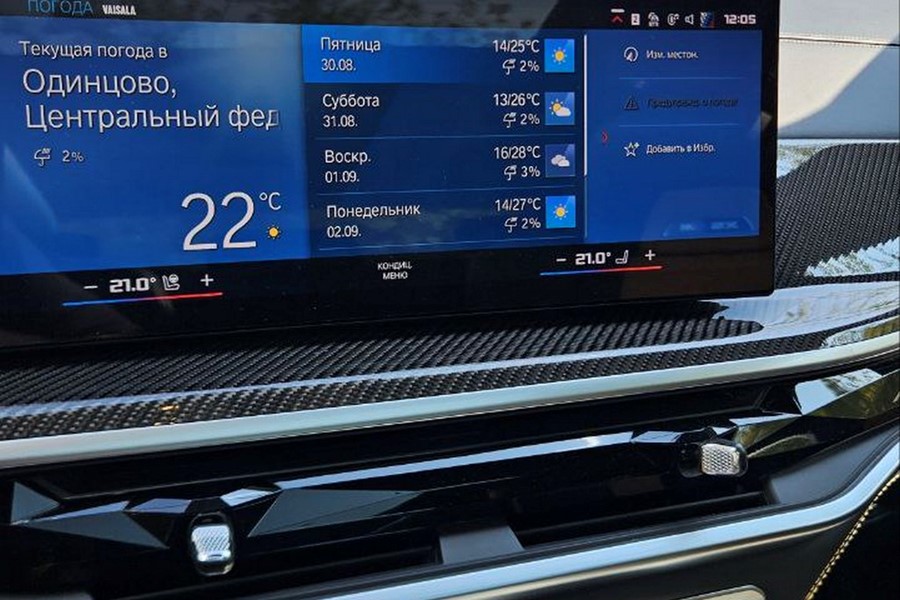 ПОГОДА VAISALA
12:05
Текущая погода в
Одинцово,
Центральный фед
2%
22°C
Пятница 14/25°C
30.08. 2%
Суббота 13/26°C
31.08. 2%
Воскр. 16/28°C
01.09. 3%
Понедельник 14/27°C
02.09. 2%
Изм. местон.
Добавить в Избр.
− 21.0° +
КОНДИЦ.
МЕНЮ
− 21.0° +